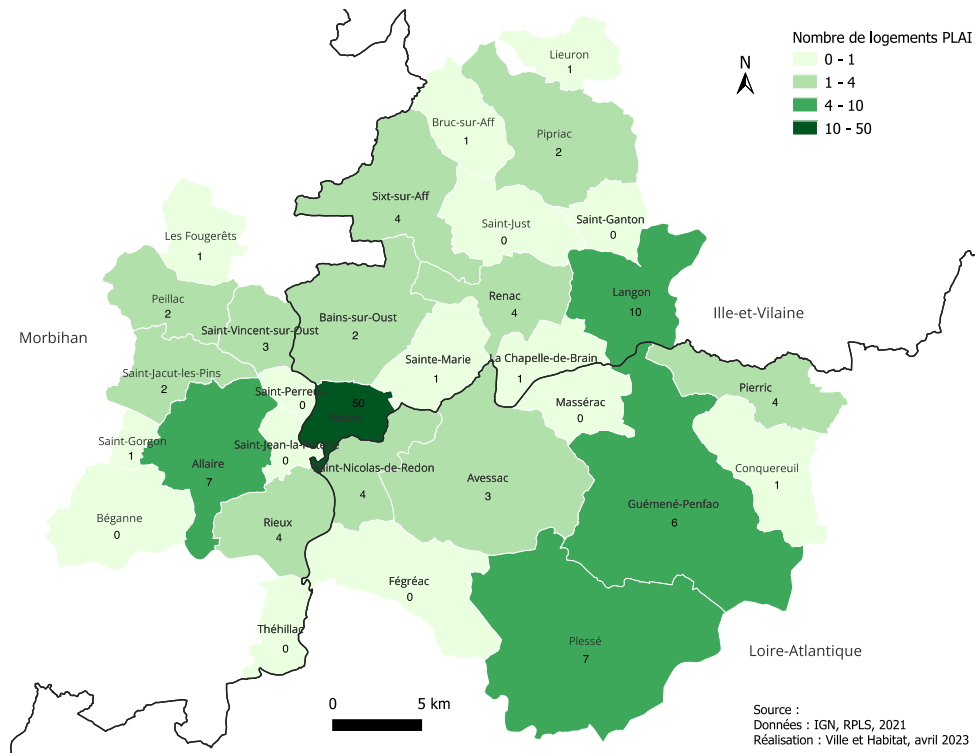 Nombre de logements PLAI
0 - 1
1 - 4
4 - 10
10 - 50
N
Lieuron
1
Bruc-sur-Aff
1
Pipriac
2
Sixt-sur-Aff
4
Saint-Just
0
Saint-Ganton
0
Les Fougerêts
1
Peillac
2
Saint-Vincent-sur-Oust
3
Bains-sur-Oust
2
Renac
4
Langon
10
Ille-et-Vilaine
Morbihan
Sainte-Marie
1
La Chapelle-de-Brain
1
Saint-Jacut-les-Pins
2
Saint-Perreux
0
50
Massérac
0
Pierric
4
Saint-Gorgon
1
Allaire
7
0
Saint-Nicolas-de-Redon
4
Avessac
3
Conquereuil
1
Guémené-Penfao
6
Béganne
0
Rieux
4
Fégréac
0
Théhillac
0
Plessé
7
Loire-Atlantique
0 5 km
Source :
Données : IGN, RPLS, 2021
Réalisation : Ville et Habitat, avril 2023